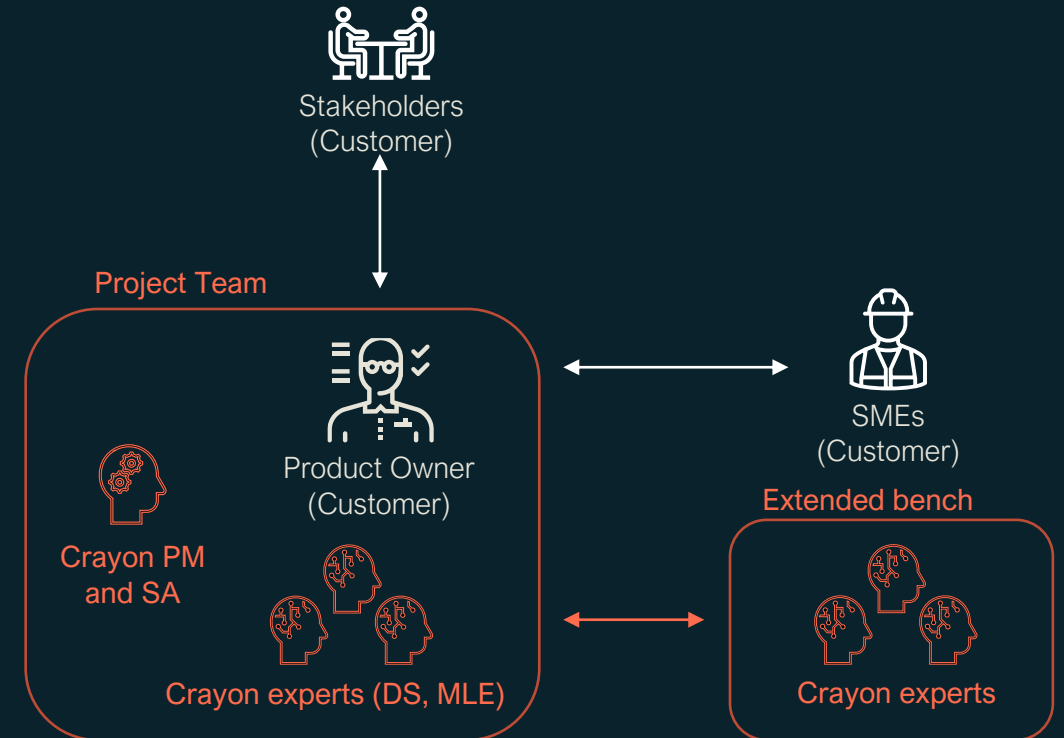 Stakeholders
(Customer)
Project Team
Product Owner
(Customer)
Crayon PM
and SA
Crayon experts (DS, MLE)
SMEs
(Customer)
Extended bench
Crayon experts